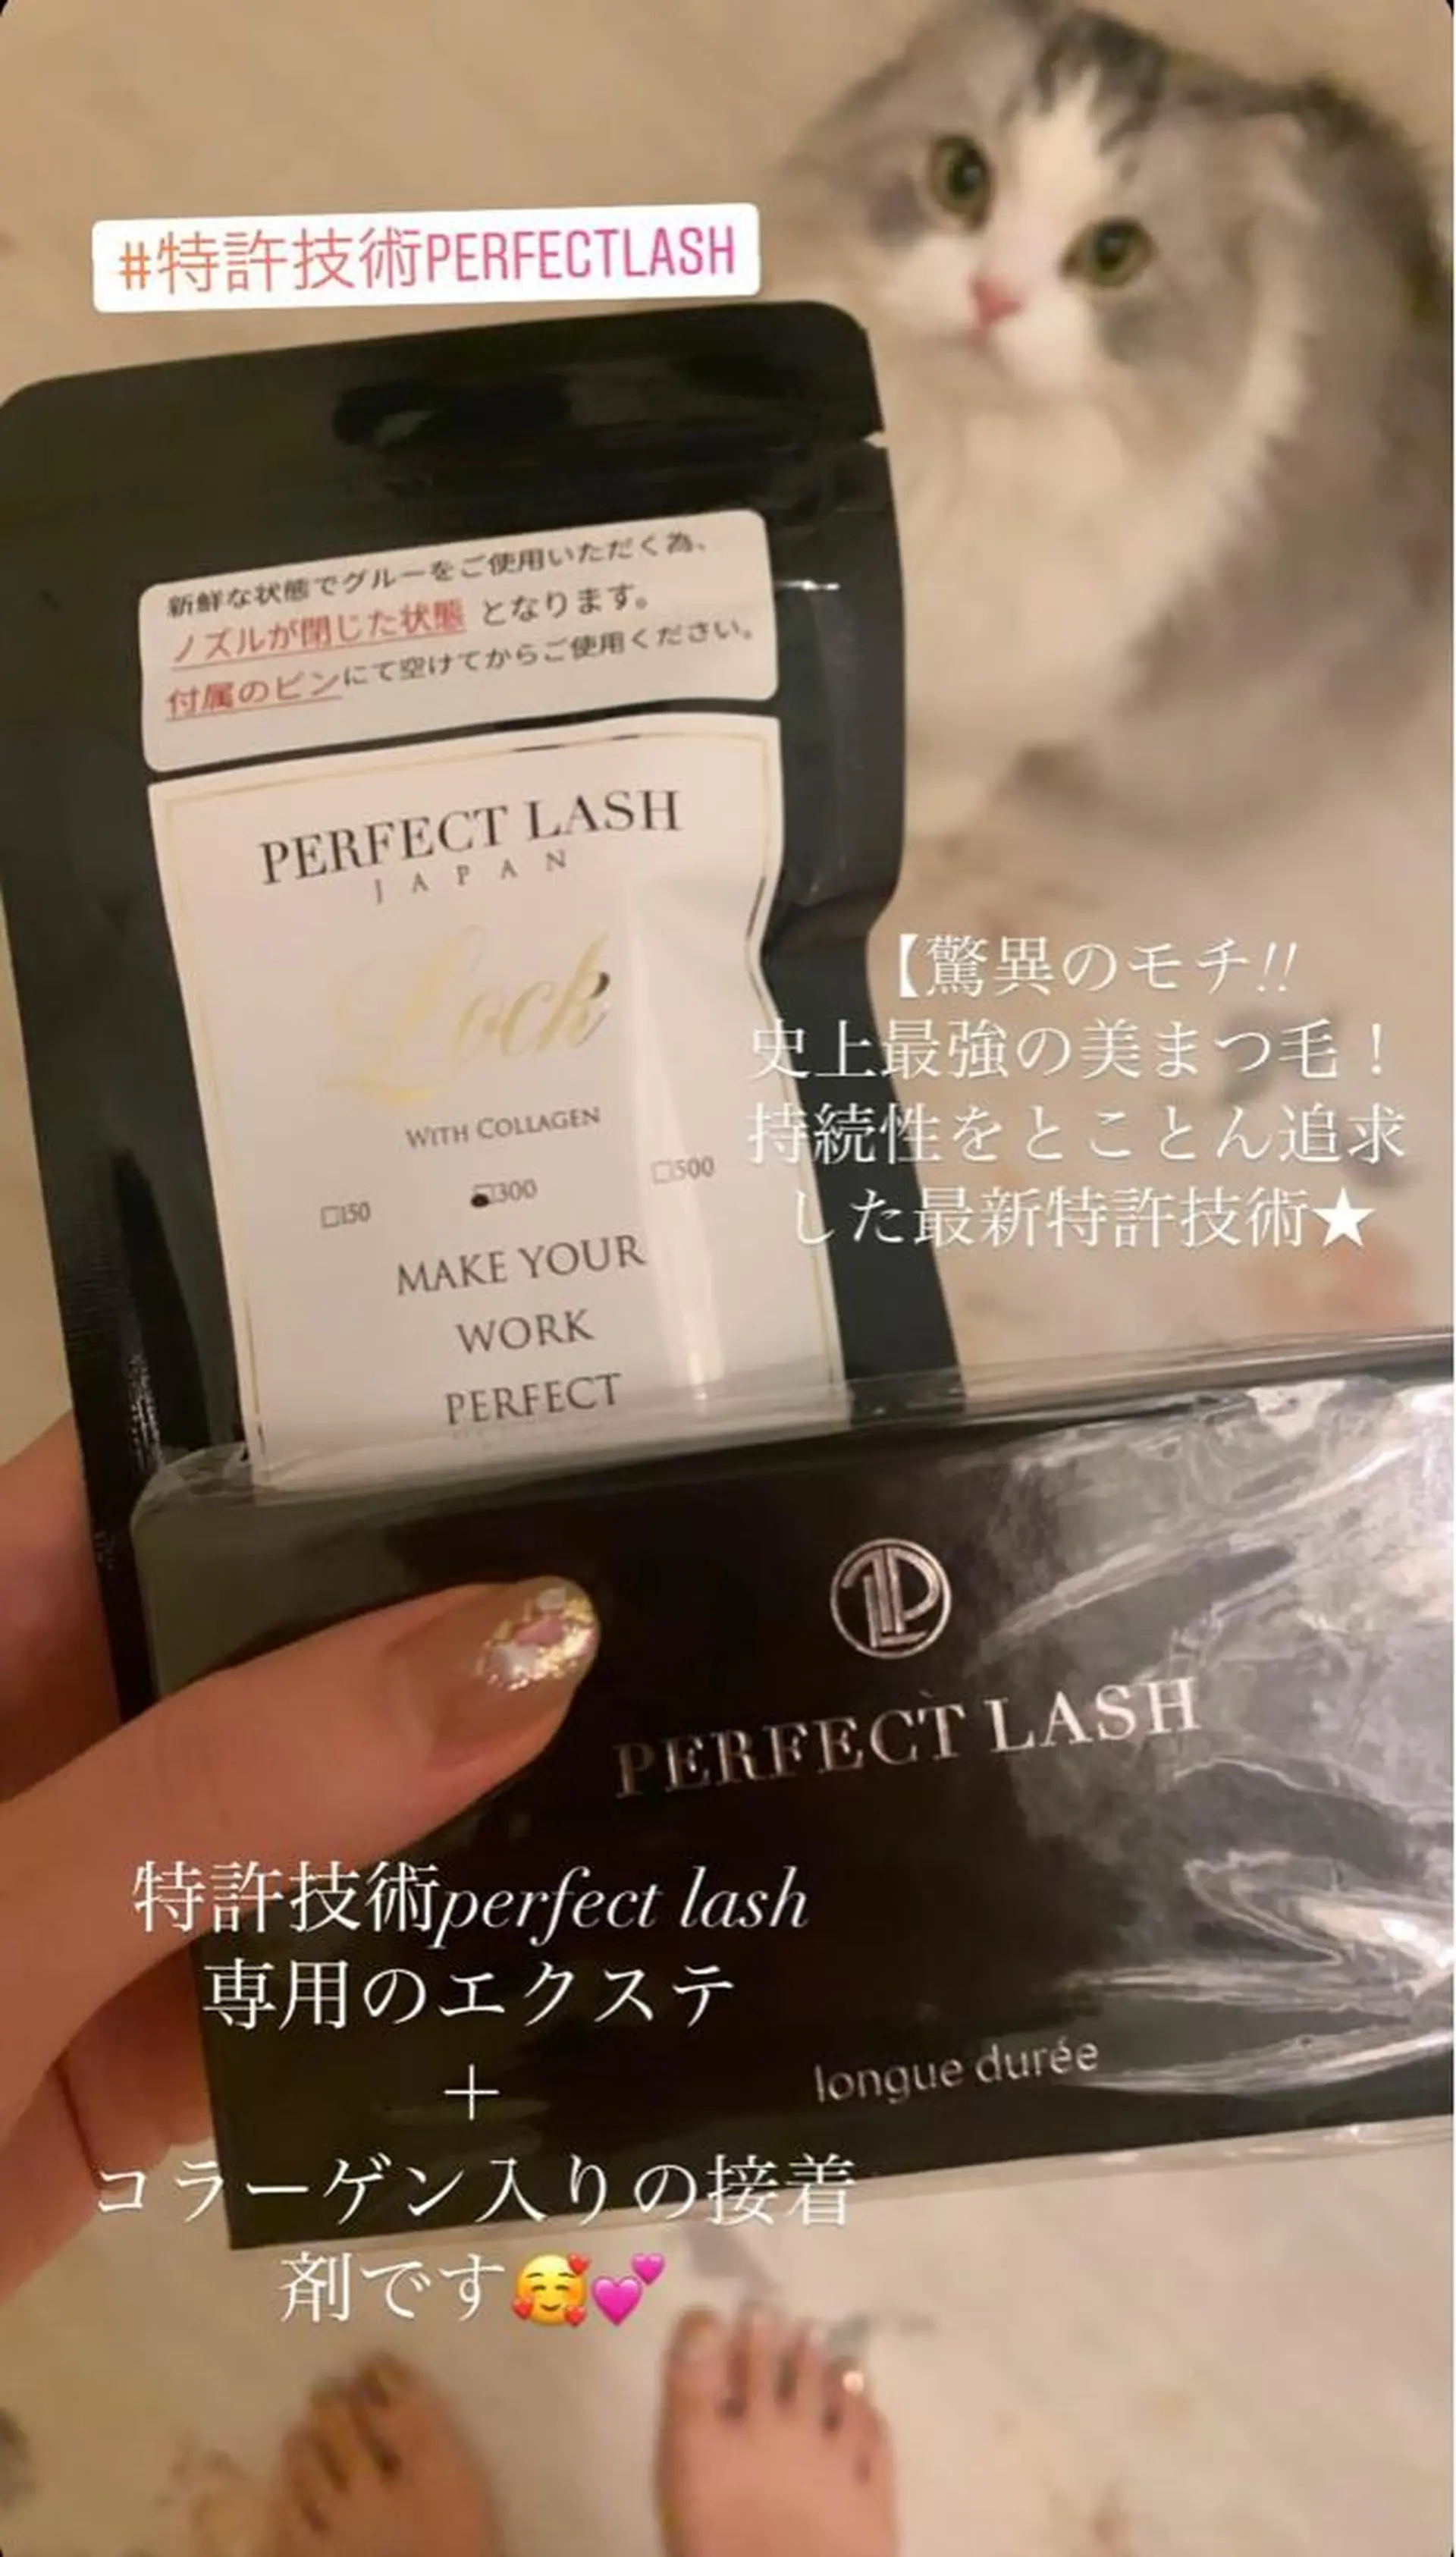 #特許技術PERFECTLASH
新鮮な状態でグルーをご使用いただく為、
ノズルが閉じた状態 となります。
付属のピンにて空けてからご使用ください。
PERFECT LASH
JAPAN
Lock
WITH COLLAGEN
□150 □300 □500
MAKE YOUR
WORK
PERFECT
【驚異のモチ!!
史上最強の美まつ毛！
持続性をとことん追求
した最新特許技術★
PERFECT LASH
longue durée
特許技術perfect lash
専用のエクステ
＋
コラーゲン入りの接着
剤です🥰💕